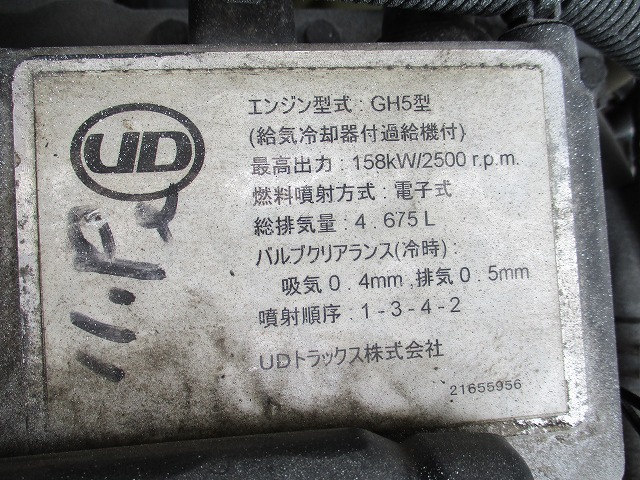 UD
エンジン型式 : GH5型
(給気冷却器付過給機付)
最高出力 : 158kW/2500 r.p.m.
燃料噴射方式 : 電子式
総排気量 : 4.675L
バルブクリアランス(冷時) :
吸気0.4mm,排気0.5mm
噴射順序 : 1-3-4-2
UDトラックス株式会社
21655956